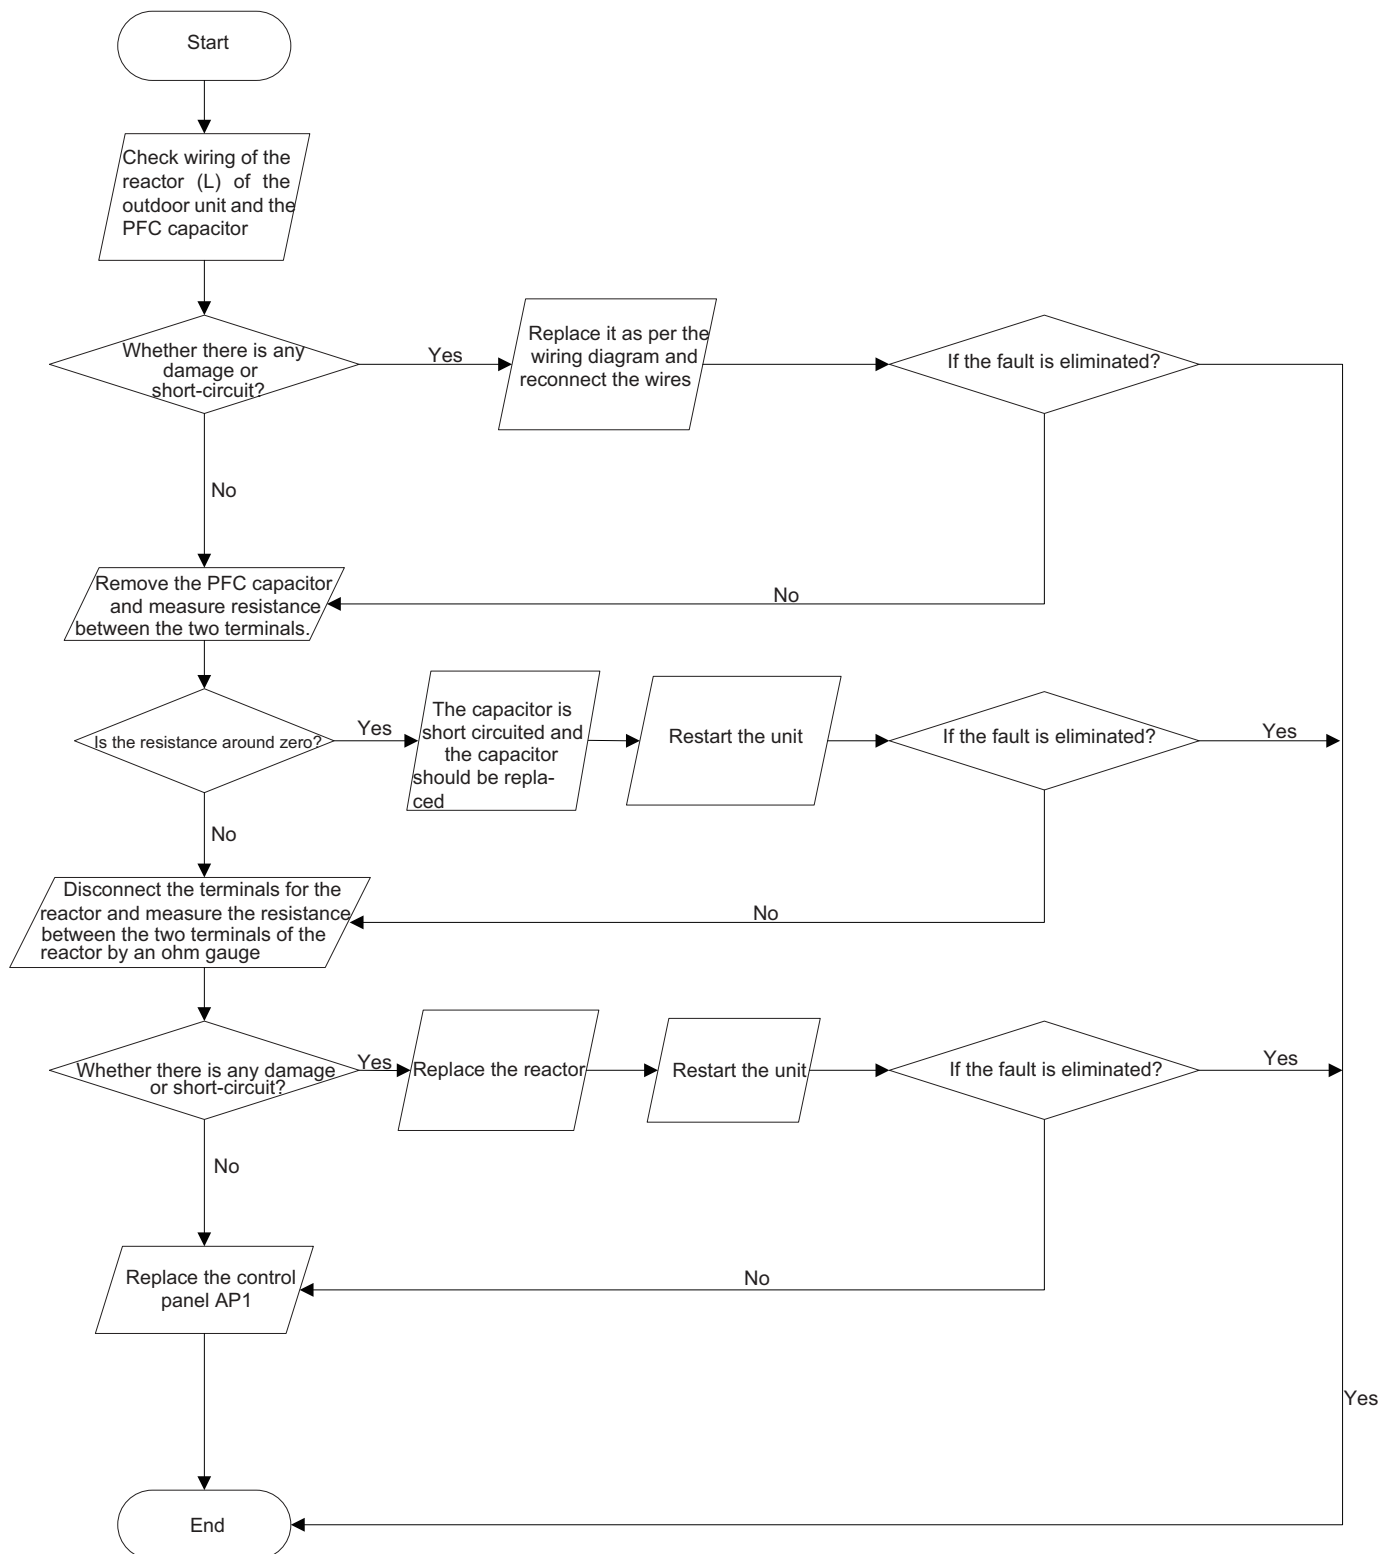 Start
Check wiring of the
reactor (L) of the
outdoor unit and the
PFC capacitor
Whether there is any
damage or
short-circuit?
Yes
Replace it as per the
wiring diagram and
reconnect the wires
If the fault is eliminated?
No
Remove the PFC capacitor
and measure resistance
between the two terminals.
No
Is the resistance around zero?
Yes
The capacitor is
short circuited and
the capacitor
should be repla-
ced
Restart the unit
If the fault is eliminated?
Yes
No
Disconnect the terminals for the
reactor and measure the resistance
between the two terminals of the
reactor by an ohm gauge
No
Whether there is any damage
or short-circuit?
Yes
Replace the reactor
Restart the unit
If the fault is eliminated?
Yes
No
Replace the control
panel AP1
No
Yes
End